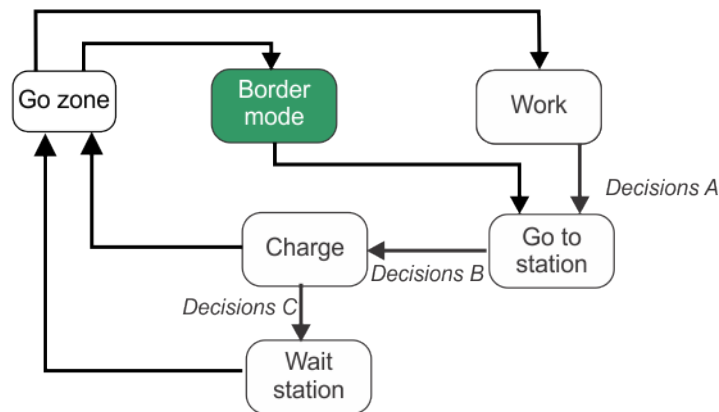 Go zone
Border
mode
Work
Decisions A
Charge
Decisions B
Go to
station
Decisions C
Wait
station